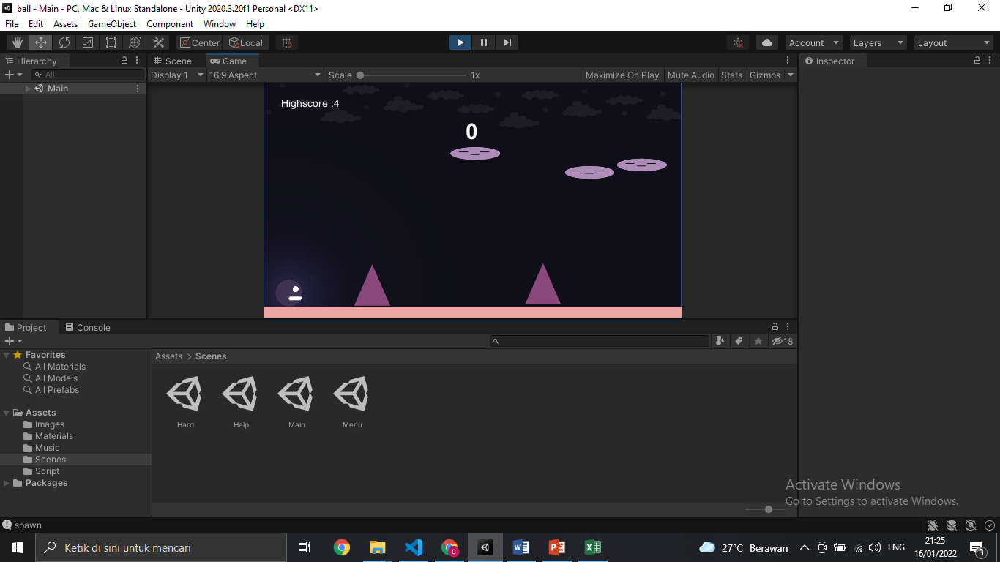 ball - Main - PC, Mac & Linux Standalone - Unity 2020.3.20f1 Personal <DX11>
File Edit Assets GameObject Component Window Help
Center Local Account Layers Layout
Hierarchy Scene Game Inspector
All Display 1 16:9 Aspect Scale 1x Maximize On Play Mute Audio Stats Gizmos
Main
Highscore :4
0
Project Console
18
Favorites
All Materials
All Models
All Prefabs
Assets
Images
Materials
Music
Scenes
Script
Packages
Assets > Scenes
Hard Help Main Menu
Activate Windows
Go to Settings to activate Windows.
spawn
Ketik di sini untuk mencari
27°C Berawan
ENG
21:25
16/01/2022
3